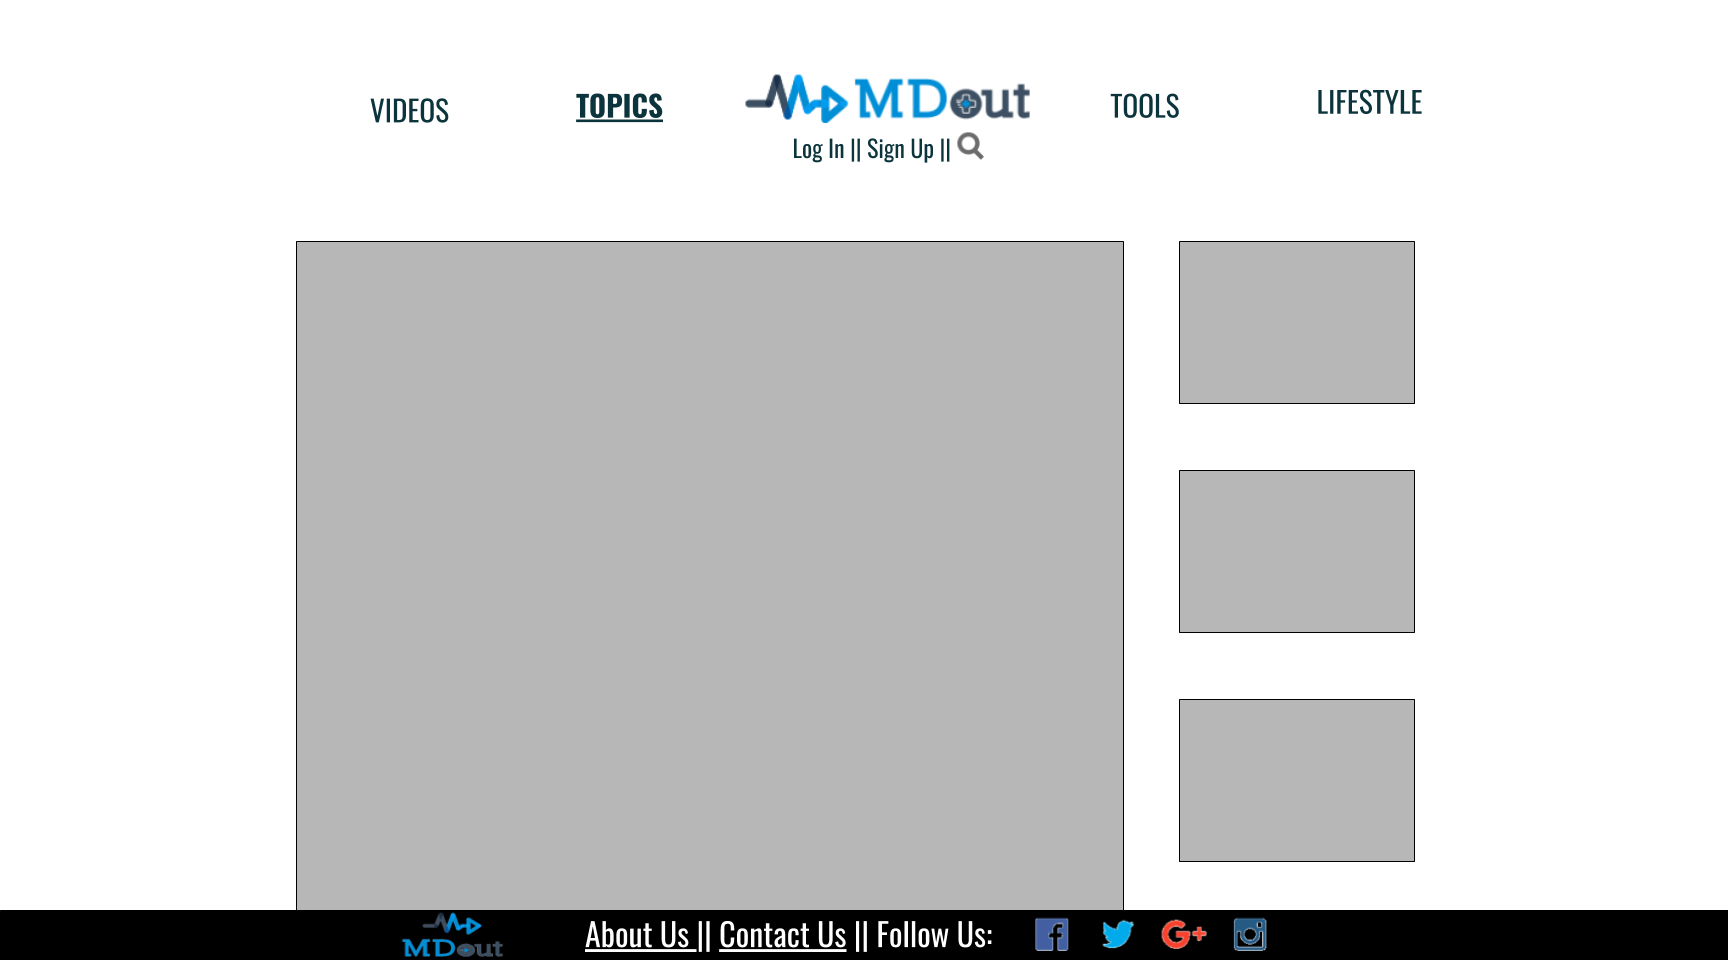 VIDEOS
TOPICS
MDout
TOOLS
LIFESTYLE
Log In || Sign Up ||
MDout
About Us || Contact Us || Follow Us:
G+